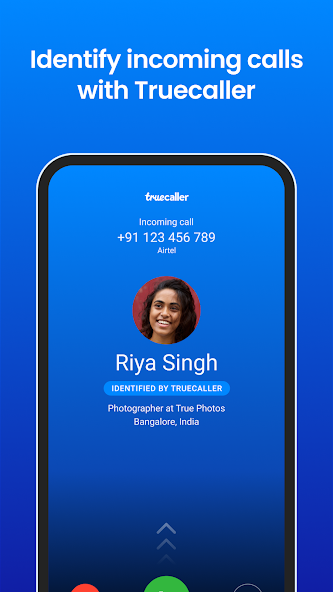 Identify incoming calls
with Truecaller
truecaller
Incoming call
+91 123 456 789
Airtel
Riya Singh
IDENTIFIED BY TRUECALLER
Photographer at True Photos
Bangalore, India